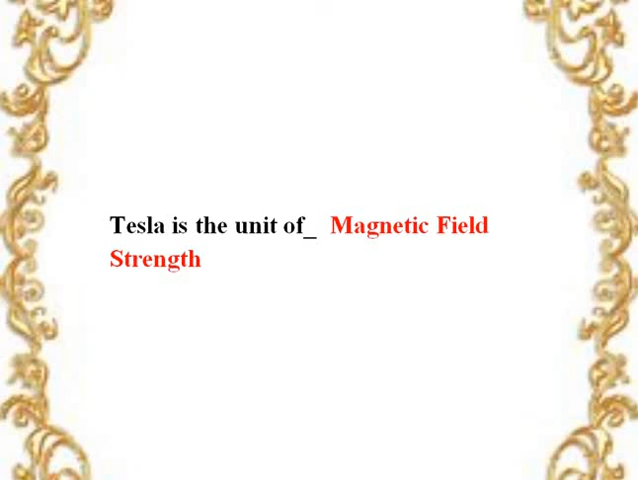 Tesla is the unit of_ Magnetic Field
Strength